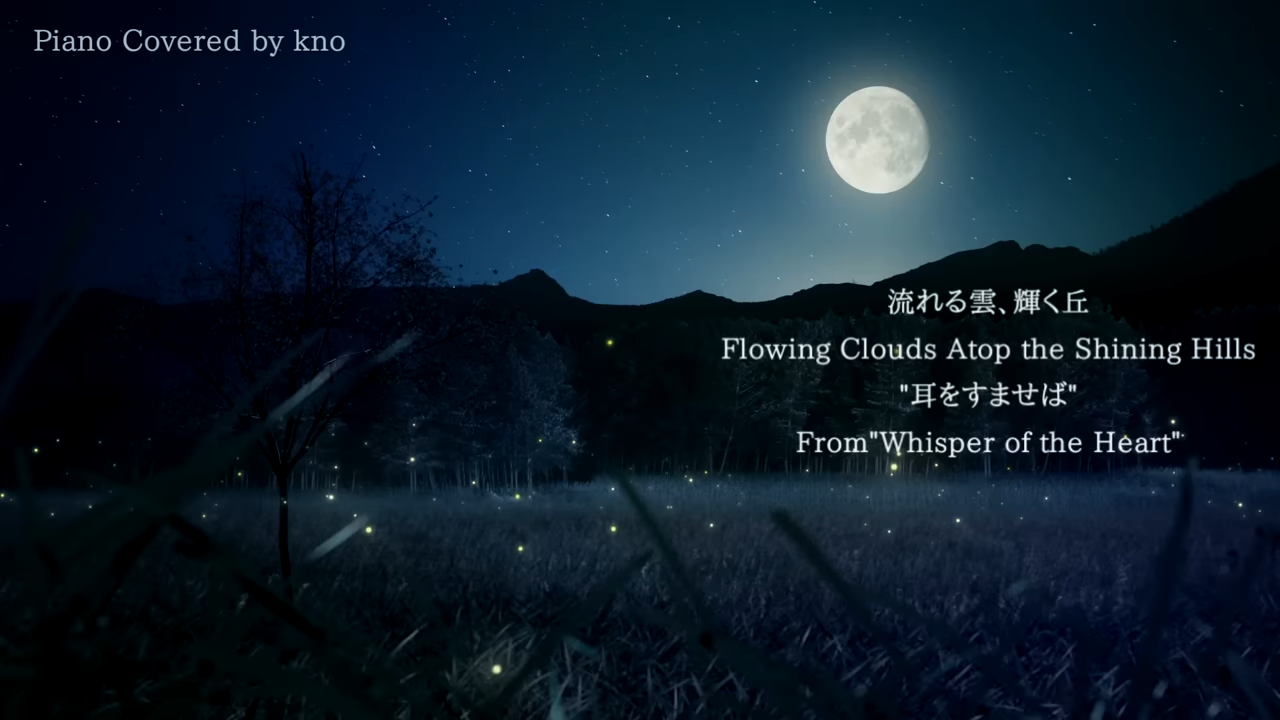 Piano Covered by kno
流れる雲、輝く丘
Flowing Clouds Atop the Shining Hills
"耳をすませば"
From"Whisper of the Heart"